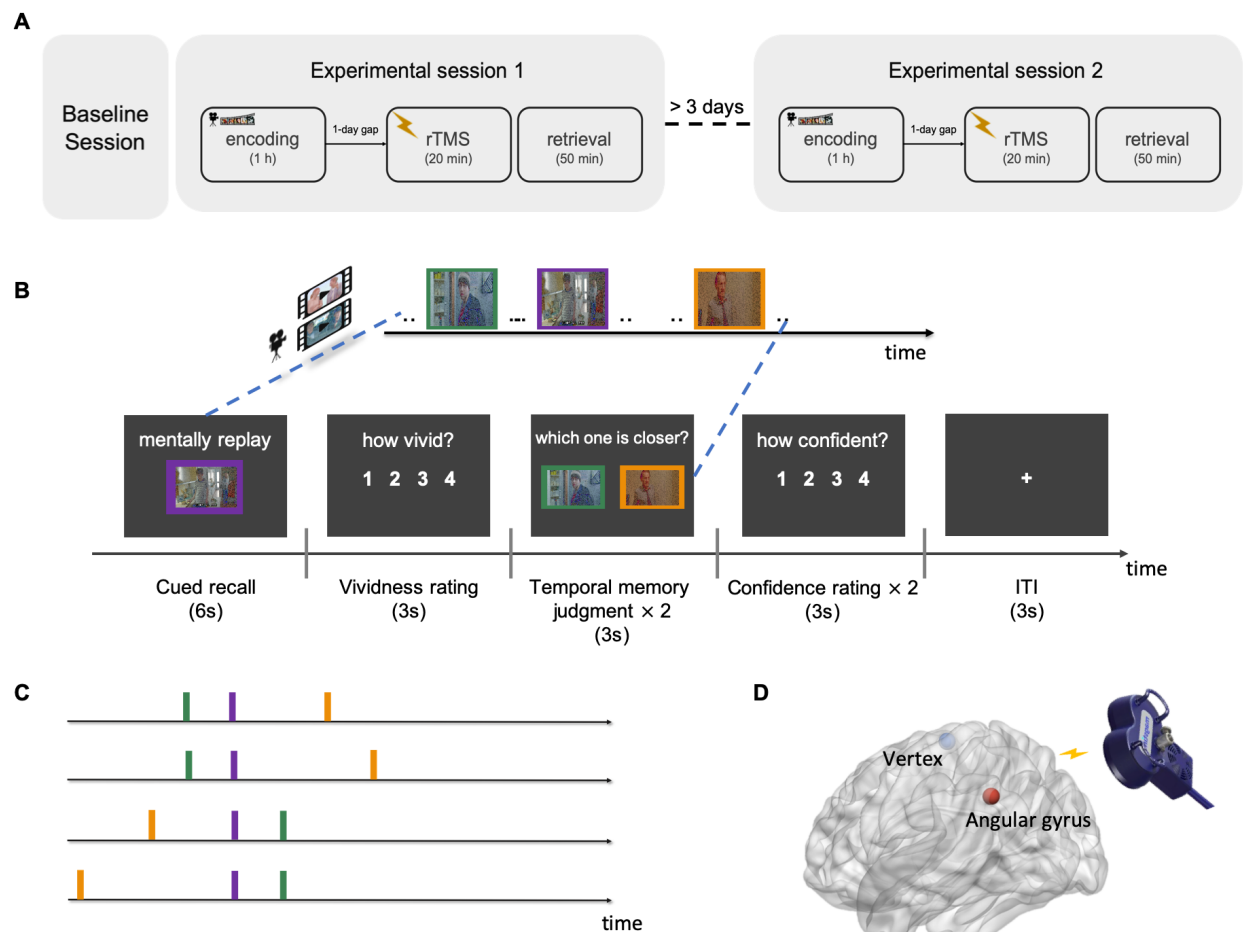 A
Baseline
Session
Experimental session 1
encoding
(1 h)
1-day gap
rTMS
(20 min)
retrieval
(50 min)
> 3 days
Experimental session 2
encoding
(1 h)
1-day gap
rTMS
(20 min)
retrieval
(50 min)
B
time
mentally replay
how vivid?
1 2 3 4
which one is closer?
how confident?
1 2 3 4
+
time
Cued recall
(6s)
Vividness rating
(3s)
Temporal memory
judgment × 2
(3s)
Confidence rating × 2
(3s)
ITI
(3s)
C
time
D
Vertex
Angular gyrus